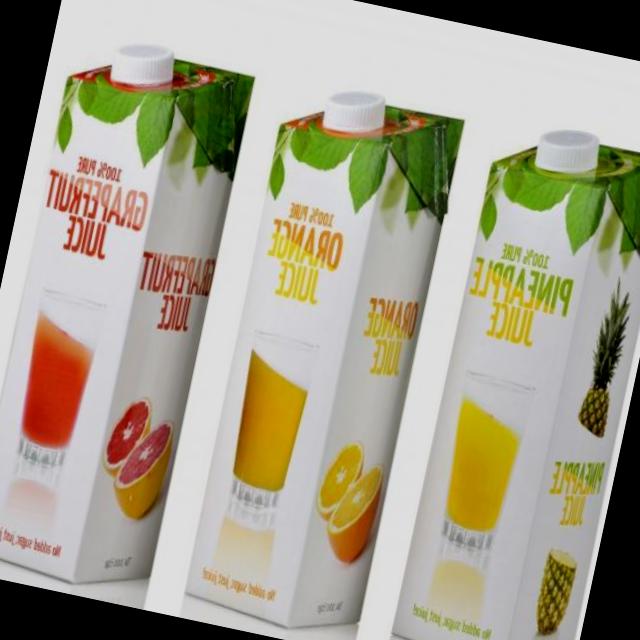 100% PURE
GRAPEFRUIT
JUICE
GRAPEFRUIT
JUICE
No added sugar, just juice!
100% PURE
ORANGE
JUICE
ORANGE
JUICE
No added sugar, just juice!
100% PURE
PINEAPPLE
JUICE
PINEAPPLE
JUICE
No added sugar, just juice!